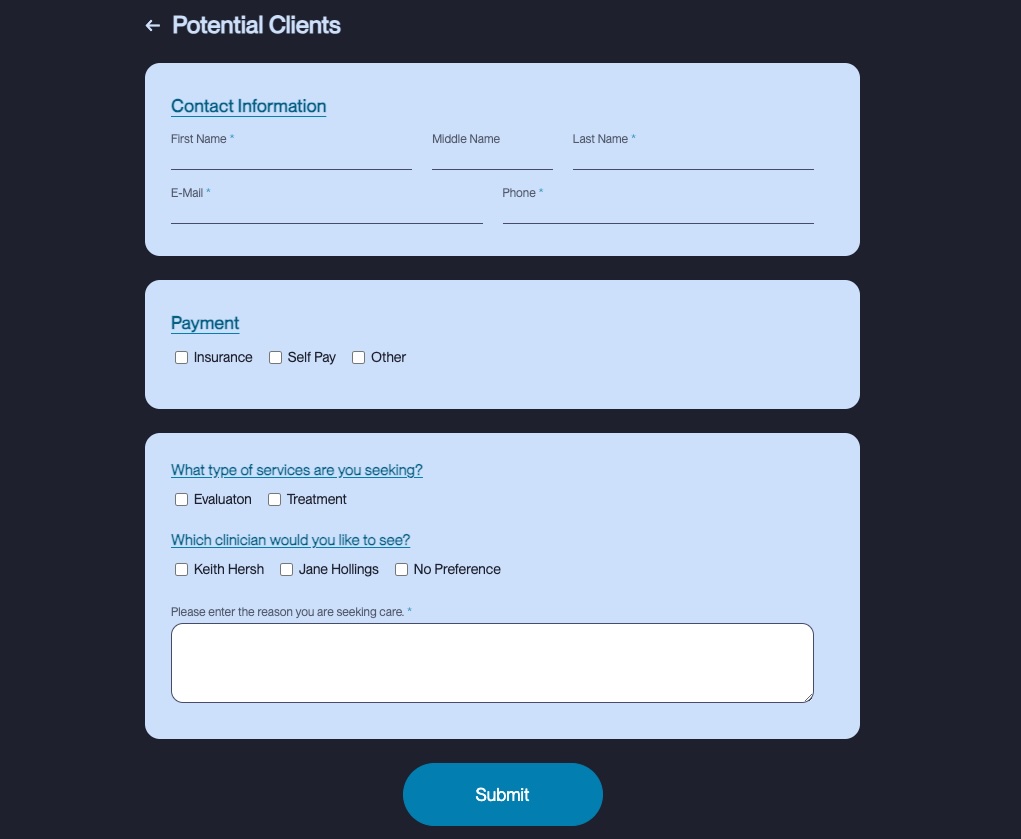 ← Potential Clients
Contact Information
First Name * Middle Name Last Name *
E-Mail * Phone *
Payment
Insurance Self Pay Other
What type of services are you seeking?
Evaluaton Treatment
Which clinician would you like to see?
Keith Hersh Jane Hollings No Preference
Please enter the reason you are seeking care. *
Submit